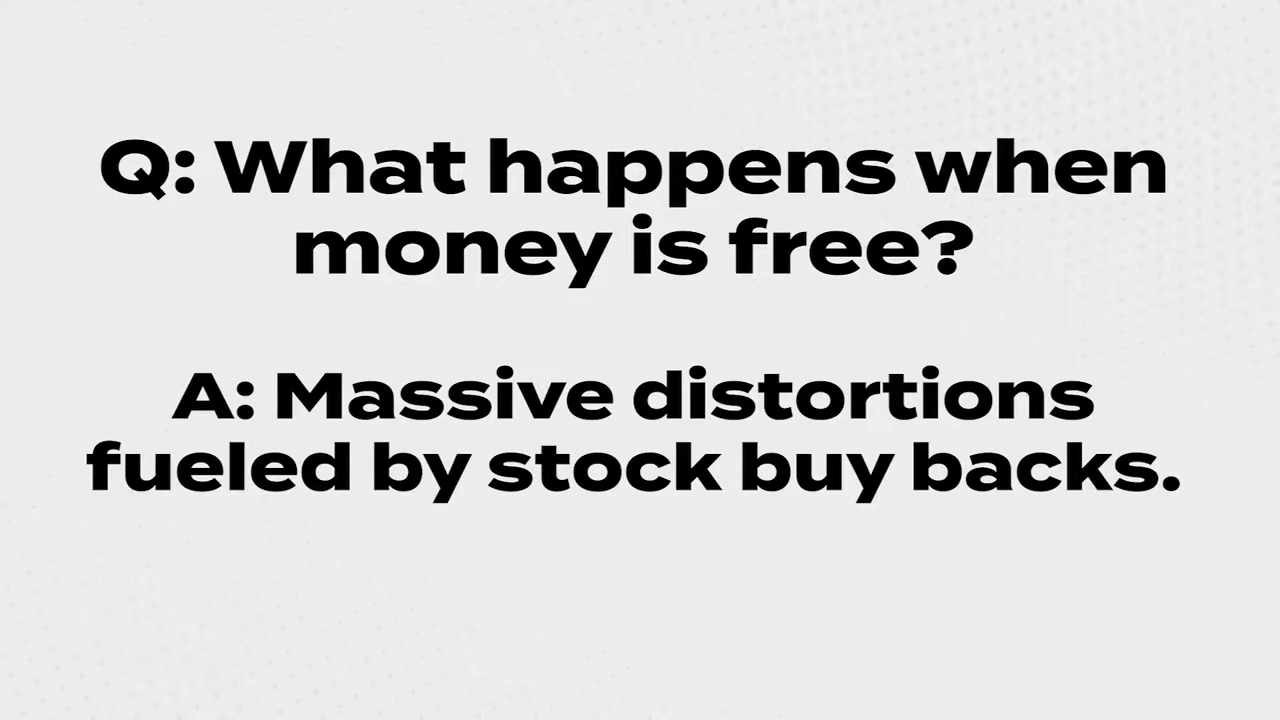 Q: What happens when
money is free?
A: Massive distortions
fueled by stock buy backs.